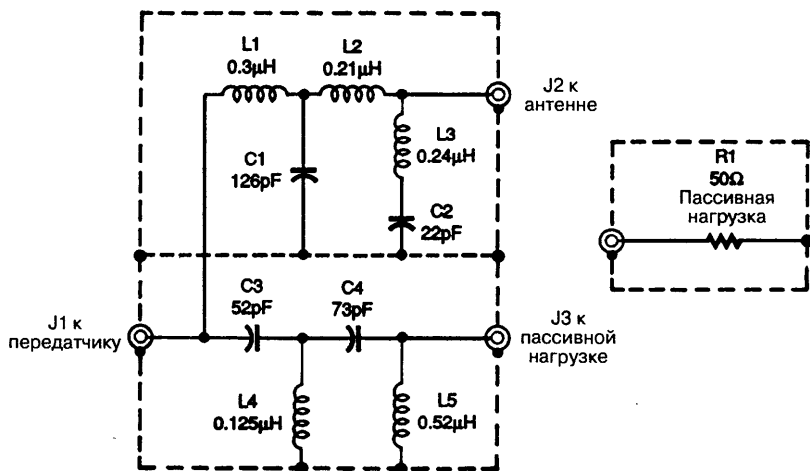 L1
0.3μH
L2
0.21μH
J2 к
антенне
L3
0.24μH
C1
126pF
C2
22pF
R1
50Ω
Пассивная
нагрузка
J1 к
передатчику
C3
52pF
C4
73pF
J3 к
пассивной
нагрузке
L4
0.125μH
L5
0.52μH